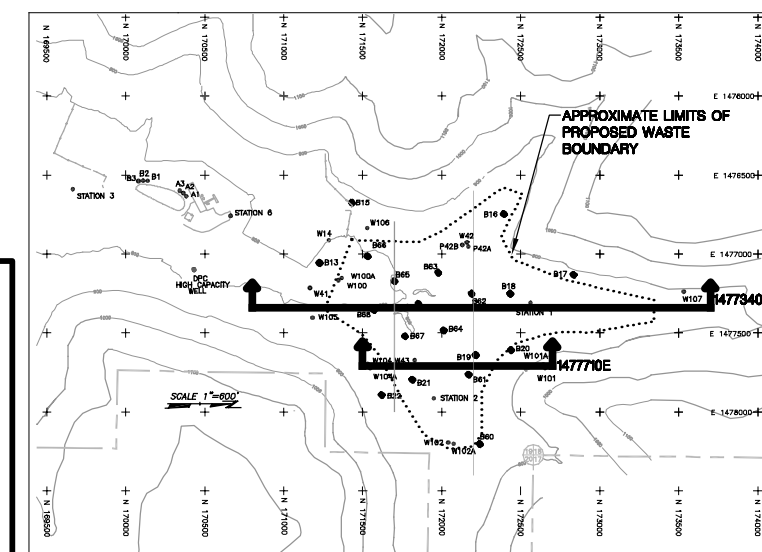 N 169500
N 170000
N 170500
N 171000
N 171500
N 172000
N 172500
N 173000
N 173500
N 174000
E 1476000
APPROXIMATE LIMITS OF
PROPOSED WASTE
BOUNDARY
E 1476500
B3
B2
B1
A3
A2
A1
STATION 3
STATION 6
B15
B16
W106
W14
W42
P42B
P42A
E 1477000
B13
B65
B63
B17
DPC
HIGH CAPACITY
WELL
W100A
W100
W41
B62
B18
W107
STATION 1
1477340
W105
B68
B67
B64
E 1477500
B20
B19
W101A
W43
1477710E
W101
B21
B61
B22
STATION 2
SCALE 1"=600'
E 1478000
W102
W102A
B60
E 1478500
N 169500
N 170000
N 170500
N 171000
N 171500
N 172000
N 172500
N 173000
N 173500
N 174000